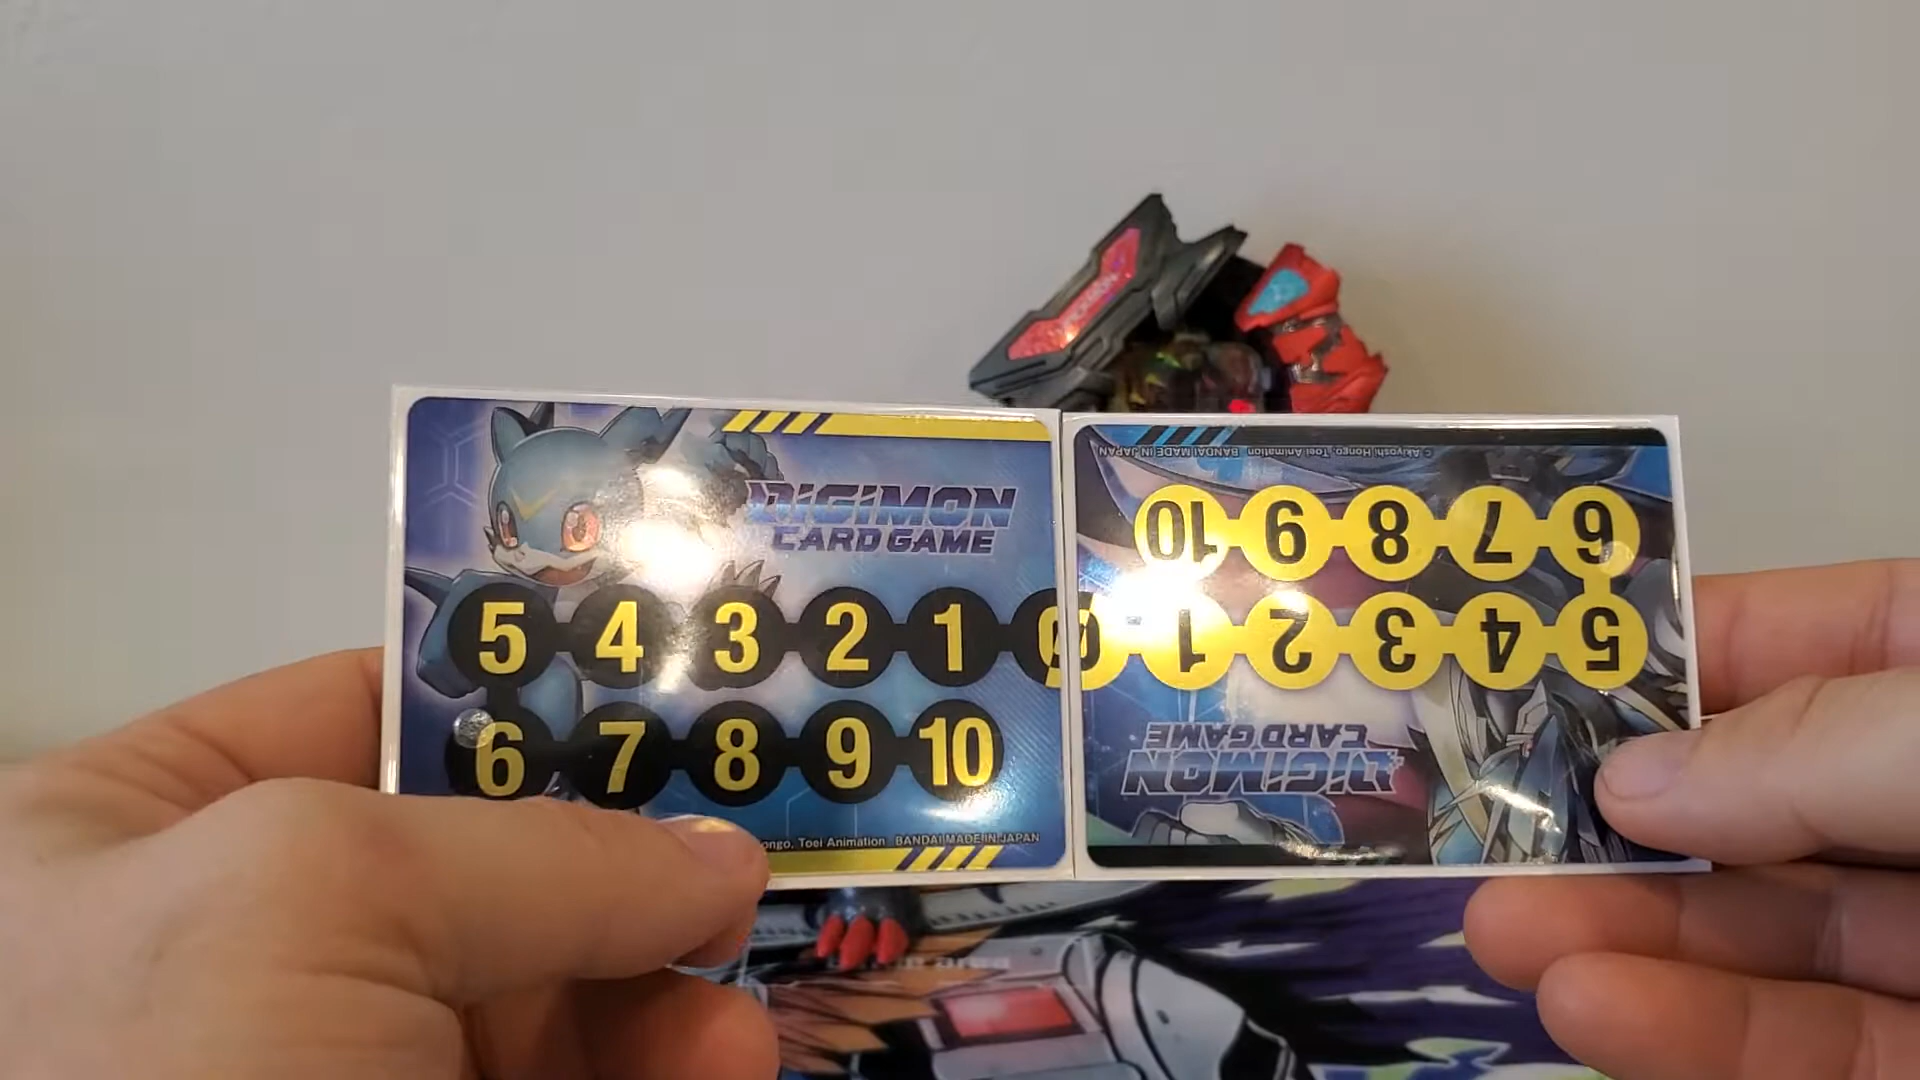 DIGIMON
CARD GAME
5 4 3 2 1 0
6 7 8 9 10
ongo, Toei Animation BANDAI MADE IN JAPAN
© Akiyoshi Hongo, Toei Animation BANDAI MADE IN JAPAN
10 9 8 7 6
1 2 3 4 5
DIGIMON
CARD GAME